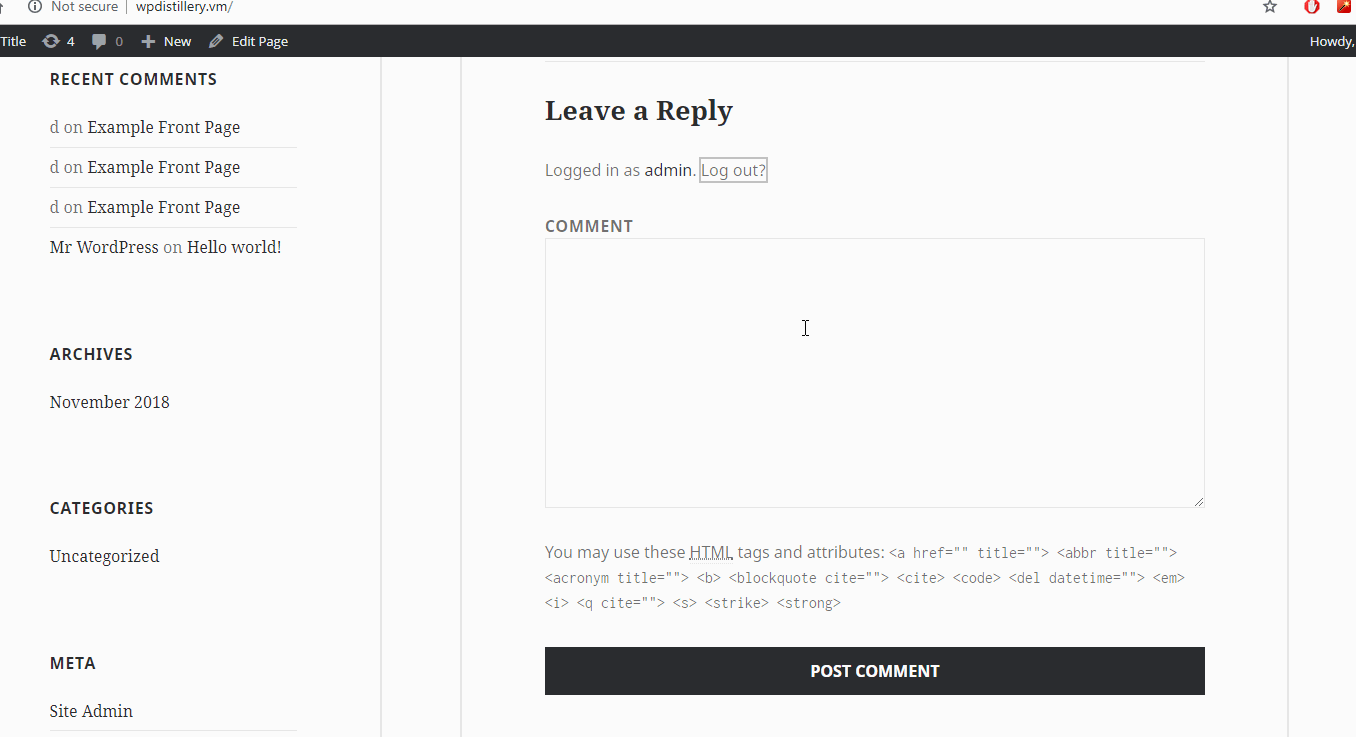 Not secure wpdistillery.vm/
Title 4 0 New Edit Page Howdy,
RECENT COMMENTS
d on Example Front Page
d on Example Front Page
d on Example Front Page
Mr WordPress on Hello world!
ARCHIVES
November 2018
CATEGORIES
Uncategorized
META
Site Admin
Leave a Reply
Logged in as admin. Log out?
COMMENT
You may use these HTML tags and attributes: <a href="" title=""> <abbr title="">
<acronym title=""> <b> <blockquote cite=""> <cite> <code> <del datetime=""> <em>
<i> <q cite=""> <s> <strike> <strong>
POST COMMENT